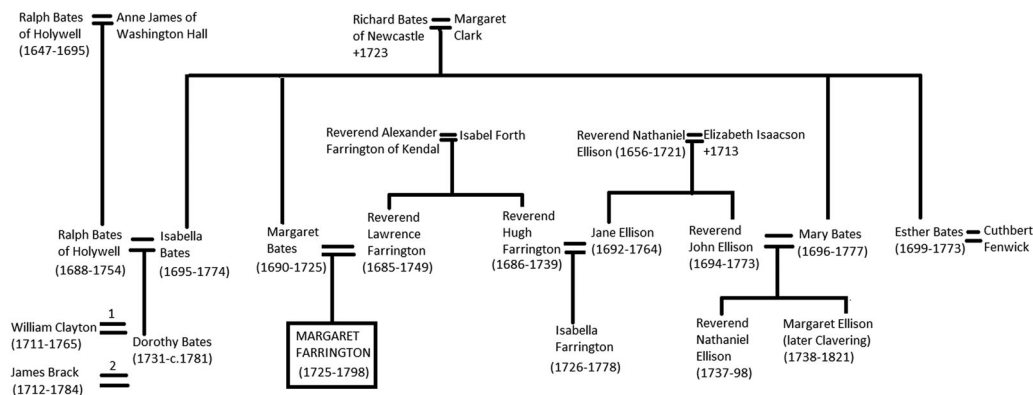 Ralph Bates
of Holywell
(1647-1695)
Anne James of
Washington Hall
Richard Bates
of Newcastle
+1723
Margaret
Clark
Reverend Alexander
Farrington of Kendal
Isabel Forth
Reverend Nathaniel
Ellison (1656-1721)
Elizabeth Isaacson
+1713
Ralph Bates
of Holywell
(1688-1754)
Isabella
Bates
(1695-1774)
Margaret
Bates
(1690-1725)
Reverend
Lawrence
Farrington
(1685-1749)
Reverend
Hugh
Farrington
(1686-1739)
Jane Ellison
(1692-1764)
Reverend
John Ellison
(1694-1773)
Mary Bates
(1696-1777)
Esther Bates
(1699-1773)
Cuthbert
Fenwick
William Clayton
(1711-1765)
1
James Brack
(1712-1784)
2
Dorothy Bates
(1731-c.1781)
MARGARET
FARRINGTON
(1725-1798)
Isabella
Farrington
(1726-1778)
Reverend
Nathaniel
Ellison
(1737-98)
Margaret Ellison
(later Clavering)
(1738-1821)